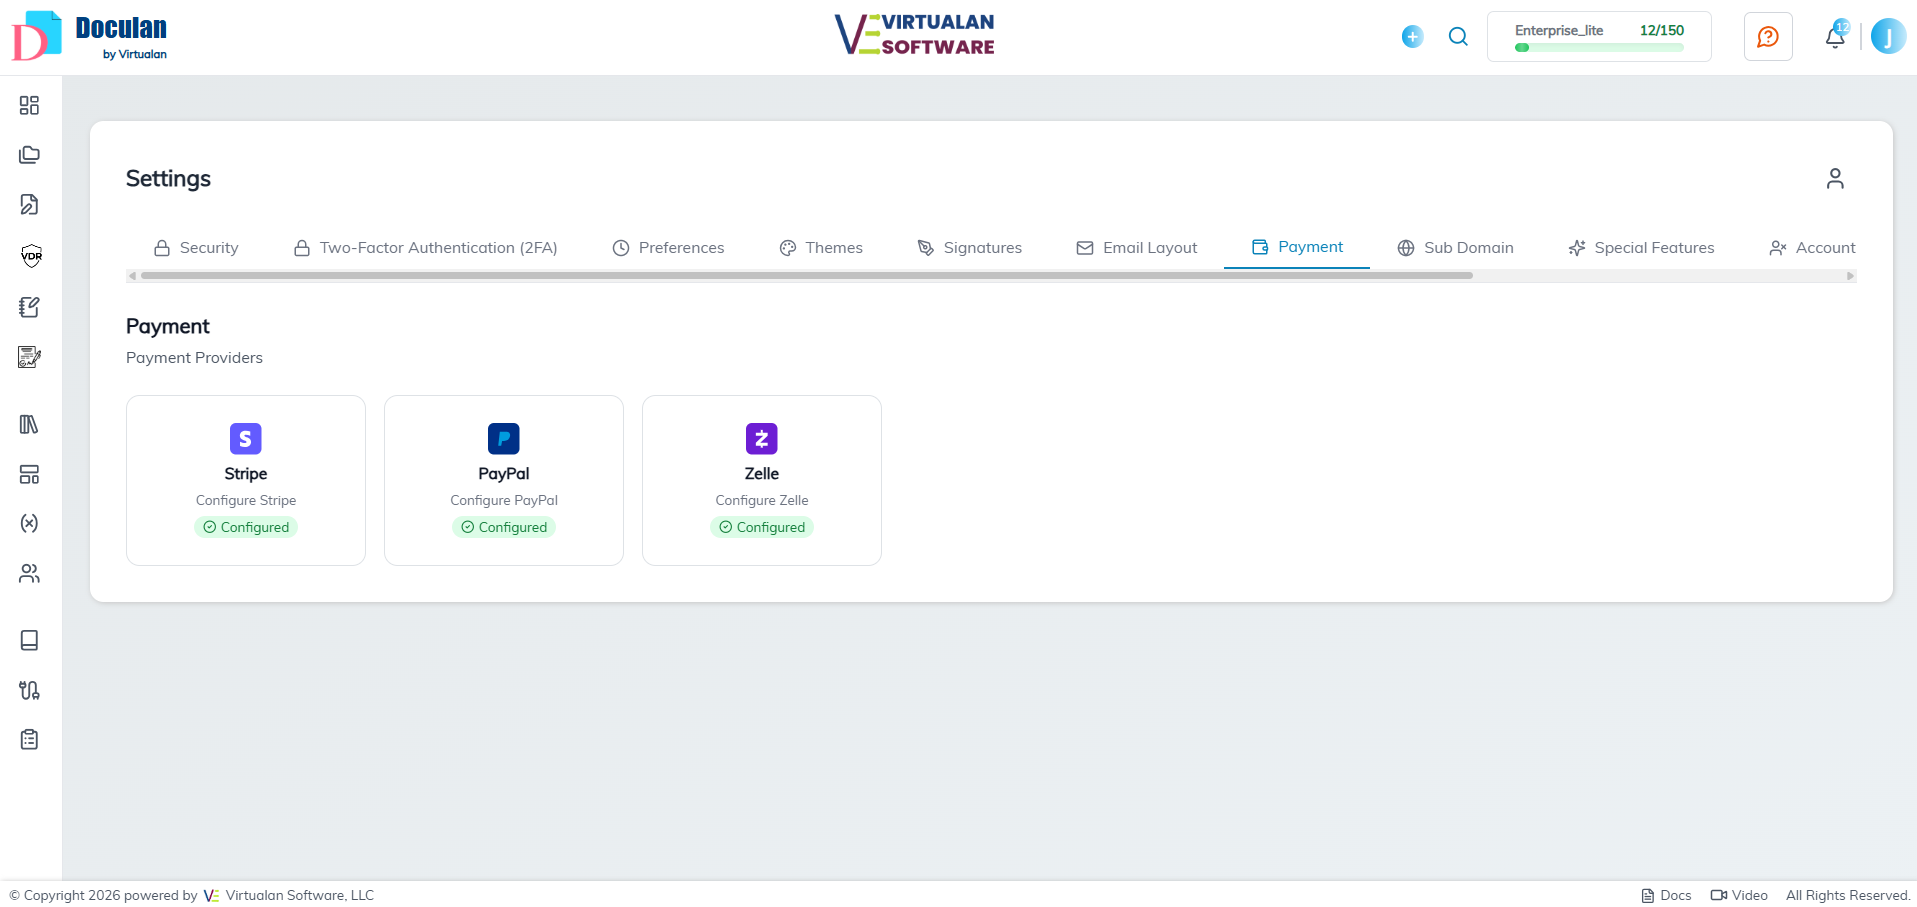 Doculan
by Virtualan
VIRTUALAN
SOFTWARE
Enterprise_lite 12/150
12
J
Settings
Security Two-Factor Authentication (2FA) Preferences Themes Signatures Email Layout Payment Sub Domain Special Features Account
VDR
Payment
Payment Providers
Stripe
Configure Stripe
Configured
PayPal
Configure PayPal
Configured
Zelle
Configure Zelle
Configured
© Copyright 2026 powered by VE Virtualan Software, LLC
Docs Video All Rights Reserved.